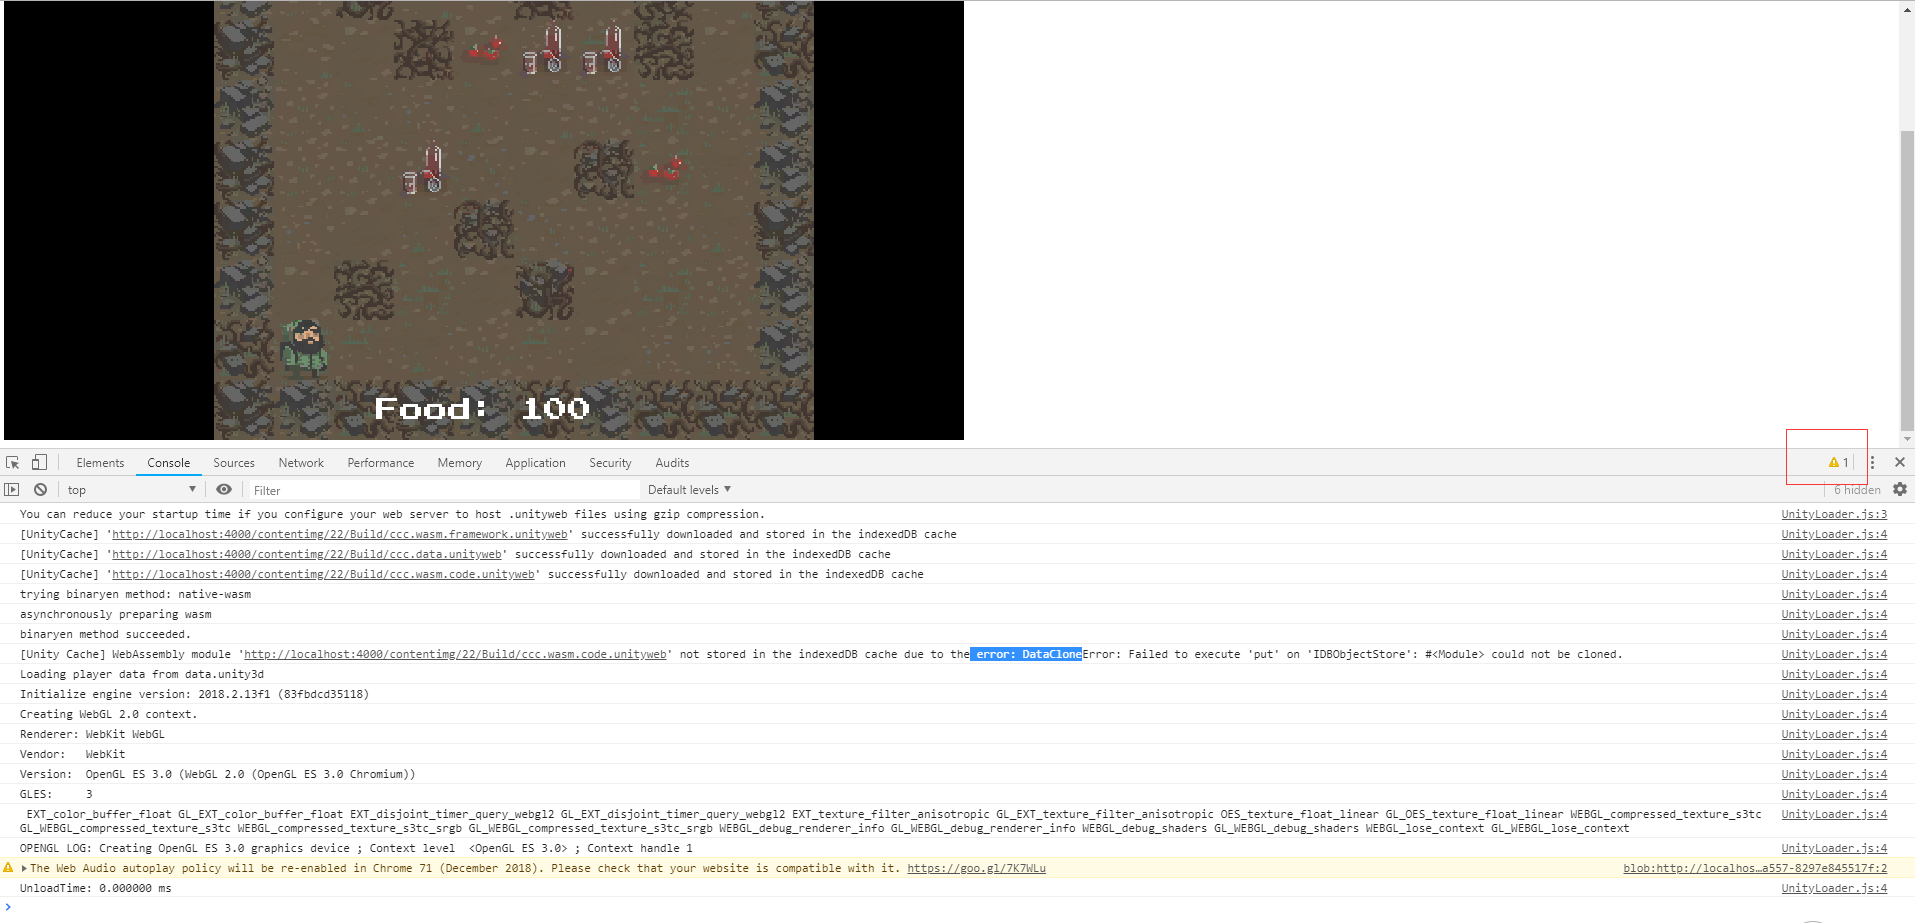 Food: 100
Elements Console Sources Network Performance Memory Application Security Audits 1
top Filter Default levels 6 hidden
You can reduce your startup time if you configure your web server to host .unityweb files using gzip compression. UnityLoader.js:3
[UnityCache] 'http://localhost:4000/contentimg/22/Build/ccc.wasm.framework.unityweb' successfully downloaded and stored in the indexedDB cache UnityLoader.js:4
[UnityCache] 'http://localhost:4000/contentimg/22/Build/ccc.data.unityweb' successfully downloaded and stored in the indexedDB cache UnityLoader.js:4
[UnityCache] 'http://localhost:4000/contentimg/22/Build/ccc.wasm.code.unityweb' successfully downloaded and stored in the indexedDB cache UnityLoader.js:4
trying binaryen method: native-wasm UnityLoader.js:4
asynchronously preparing wasm UnityLoader.js:4
binaryen method succeeded. UnityLoader.js:4
[Unity Cache] WebAssembly module 'http://localhost:4000/contentimg/22/Build/ccc.wasm.code.unityweb' not stored in the indexedDB cache due to the error: DataCloneError: Failed to execute 'put' on 'IDBObjectStore': #<Module> could not be cloned. UnityLoader.js:4
Loading player data from data.unity3d UnityLoader.js:4
Initialize engine version: 2018.2.13f1 (83fbdcd35118) UnityLoader.js:4
Creating WebGL 2.0 context. UnityLoader.js:4
Renderer: WebKit WebGL UnityLoader.js:4
Vendor: WebKit UnityLoader.js:4
Version: OpenGL ES 3.0 (WebGL 2.0 (OpenGL ES 3.0 Chromium)) UnityLoader.js:4
GLES: 3 UnityLoader.js:4
EXT_color_buffer_float GL_EXT_color_buffer_float EXT_disjoint_timer_query_webgl2 GL_EXT_disjoint_timer_query_webgl2 EXT_texture_filter_anisotropic GL_EXT_texture_filter_anisotropic OES_texture_float_linear GL_OES_texture_float_linear WEBGL_compressed_texture_s3tc UnityLoader.js:4
GL_WEBGL_compressed_texture_s3tc WEBGL_compressed_texture_s3tc_srgb GL_WEBGL_compressed_texture_s3tc_srgb WEBGL_debug_renderer_info GL_WEBGL_debug_renderer_info WEBGL_debug_shaders GL_WEBGL_debug_shaders WEBGL_lose_context GL_WEBGL_lose_context
OPENGL LOG: Creating OpenGL ES 3.0 graphics device ; Context level <OpenGL ES 3.0> ; Context handle 1 UnityLoader.js:4
The Web Audio autoplay policy will be re-enabled in Chrome 71 (December 2018). Please check that your website is compatible with it. https://goo.gl/7K7WLu blob:http://localhos…a557-8297e845517f:2
UnloadTime: 0.000000 ms UnityLoader.js:4